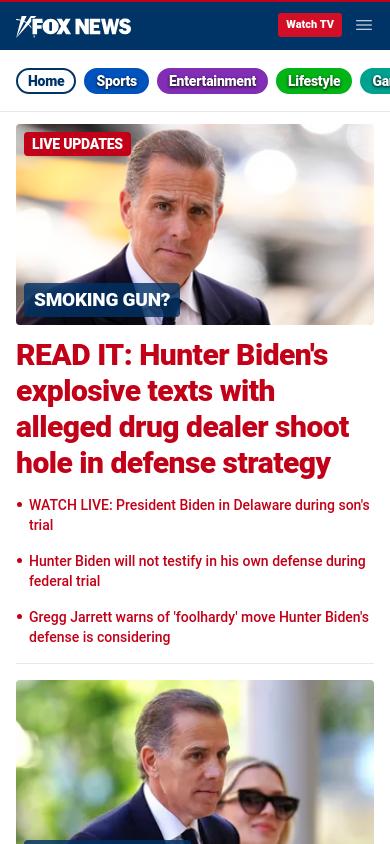 FOX NEWS
Watch TV
Home
Sports
Entertainment
Lifestyle
LIVE UPDATES
SMOKING GUN?
READ IT: Hunter Biden's
explosive texts with
alleged drug dealer shoot
hole in defense strategy
• WATCH LIVE: President Biden in Delaware during son's
trial
• Hunter Biden will not testify in his own defense during
federal trial
• Gregg Jarrett warns of 'foolhardy' move Hunter Biden's
defense is considering